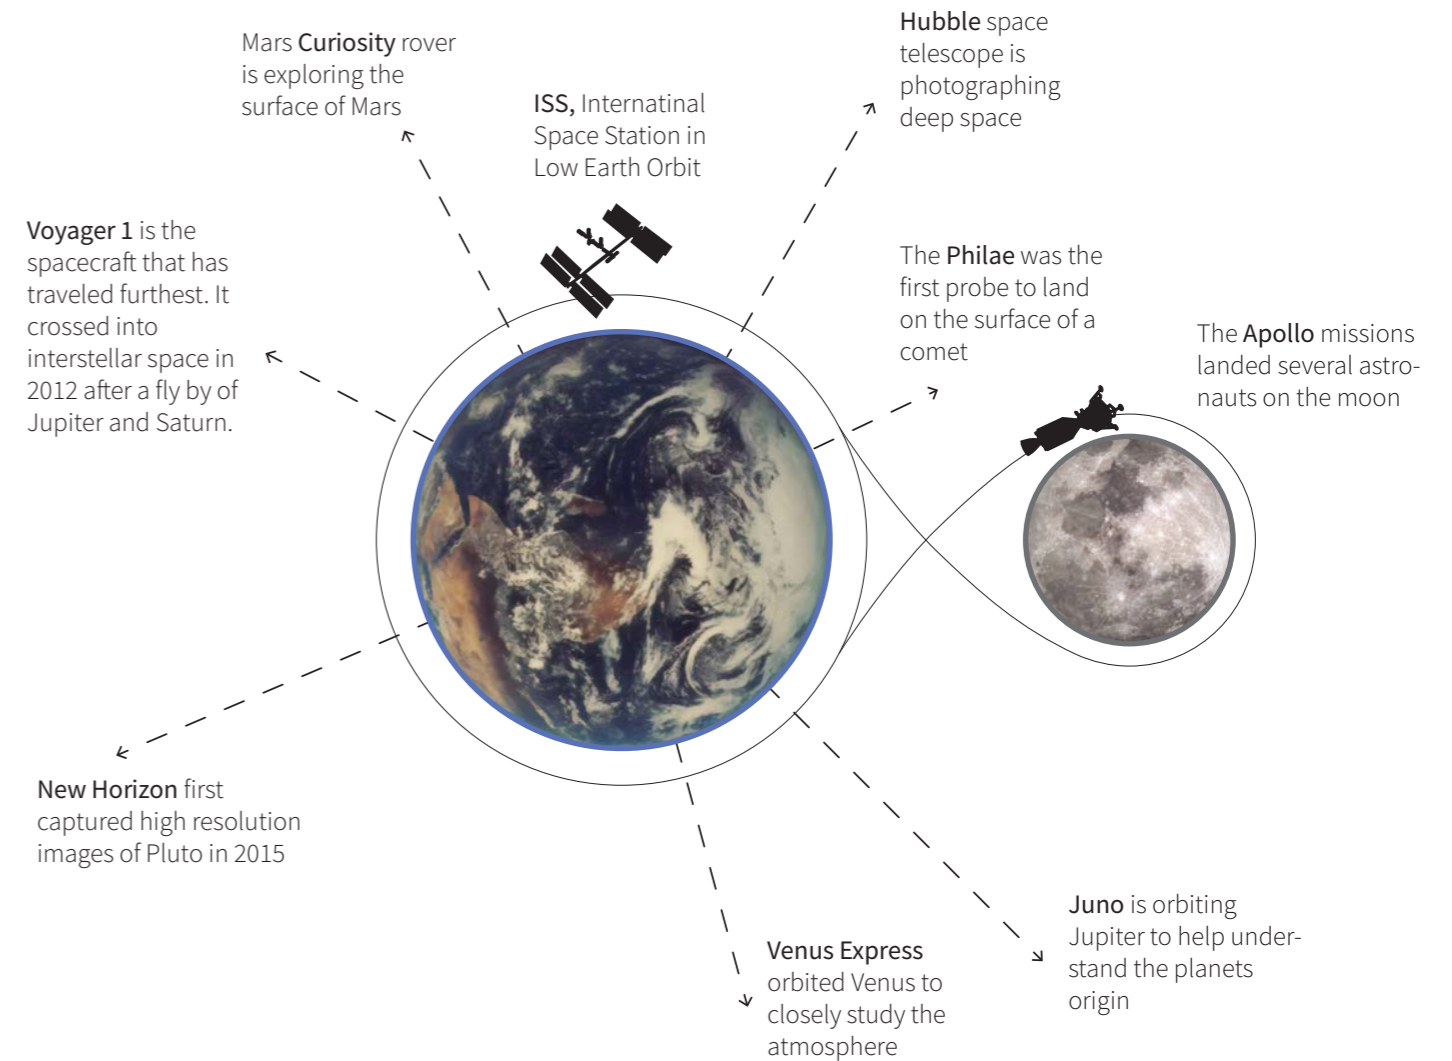 Mars Curiosity rover
is exploring the
surface of Mars
ISS, Internatinal
Space Station in
Low Earth Orbit
Hubble space
telescope is
photographing
deep space
Voyager 1 is the
spacecraft that has
traveled furthest. It
crossed into
interstellar space in
2012 after a fly by of
Jupiter and Saturn.
The Philae was the
first probe to land
on the surface of a
comet
The Apollo missions
landed several astro-
nauts on the moon
New Horizon first
captured high resolution
images of Pluto in 2015
Venus Express
orbited Venus to
closely study the
atmosphere
Juno is orbiting
Jupiter to help under-
stand the planets
origin